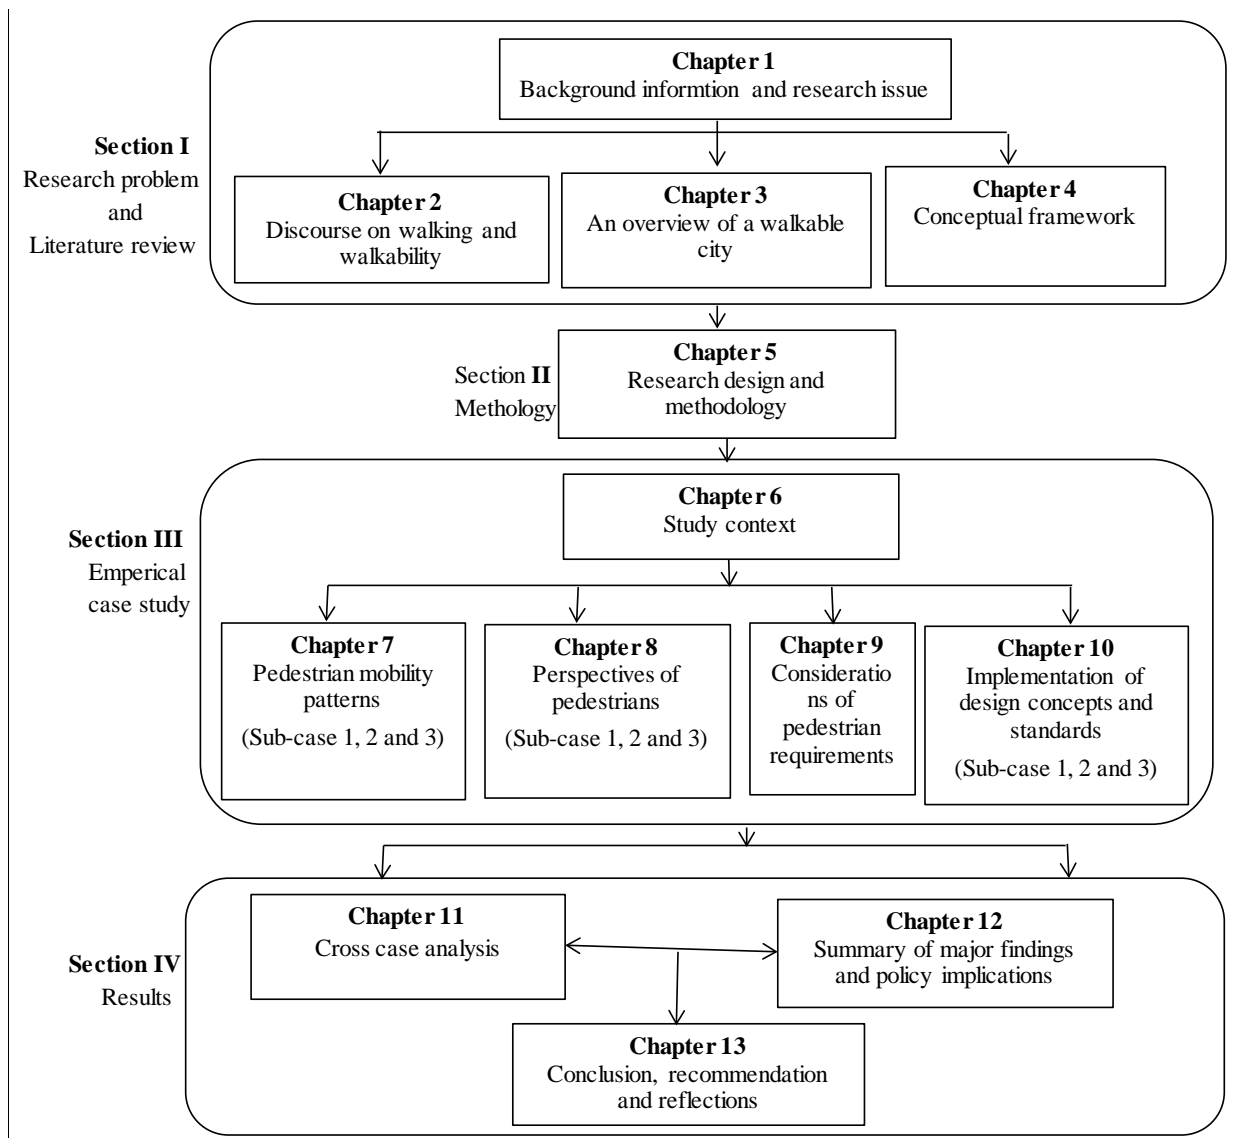 Chapter 1
Background informtion and research issue
Section I
Research problem
and
Literature review
Chapter 2
Discourse on walking and
walkability
Chapter 3
An overview of a walkable
city
Chapter 4
Conceptual framework
Section II
Methology
Chapter 5
Research design and
methodology
Section III
Emperical
case study
Chapter 6
Study context
Chapter 7
Pedestrian mobility
patterns
(Sub-case 1, 2 and 3)
Chapter 8
Perspectives of
pedestrians
(Sub-case 1, 2 and 3)
Chapter 9
Consideratio
ns of
pedestrian
requirements
Chapter 10
Implementation of
design concepts and
standards
(Sub-case 1, 2 and 3)
Section IV
Results
Chapter 11
Cross case analysis
Chapter 12
Summary of major findings
and policy implications
Chapter 13
Conclusion, recommendation
and reflections